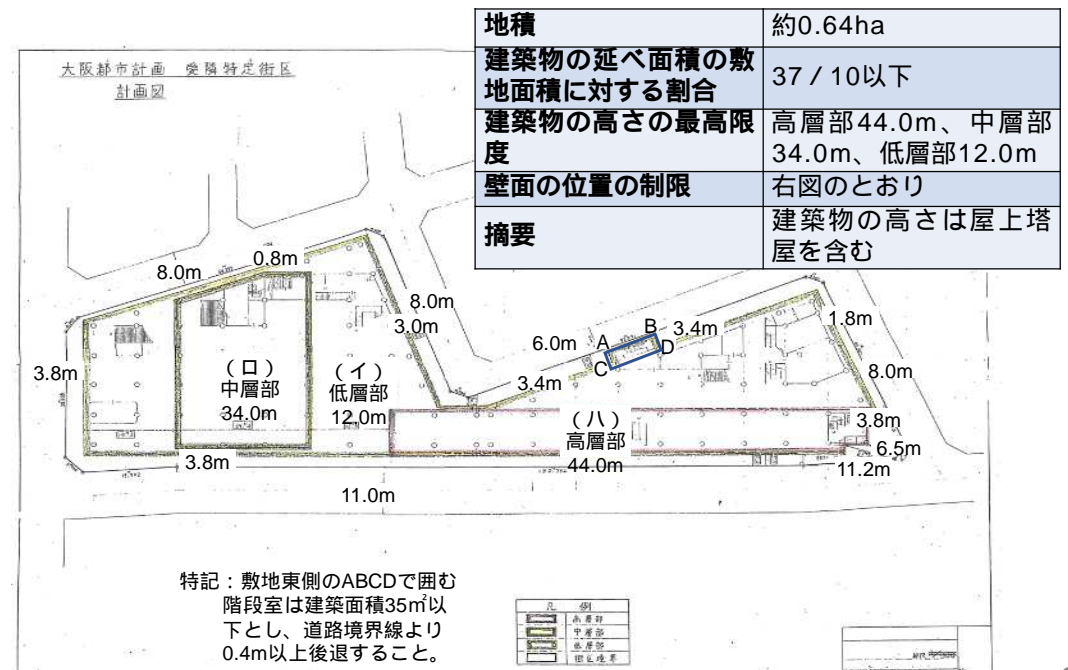 大阪都市計画 愛隣特定街区
計画図
地積 約0.64ha
建築物の延べ面積の敷
地面積に対する割合
37／10以下
建築物の高さの最高限
度
高層部44.0m、中層部
34.0m、低層部12.0m
壁面の位置の制限 右図のとおり
摘要
建築物の高さは屋上塔
屋を含む
8.0m
0.8m
8.0m
3.0m
6.0m
A
B
C
D
3.4m
3.4m
1.8m
8.0m
3.8m
（ロ）
中層部
34.0m
（イ）
低層部
12.0m
（ハ）
高層部
44.0m
3.8m
6.5m
11.2m
3.8m
11.0m
特記：敷地東側のABCDで囲む
階段室は建築面積35㎡以
下とし、道路境界線より
0.4m以上後退すること。
凡例
高層部
中層部
低層部